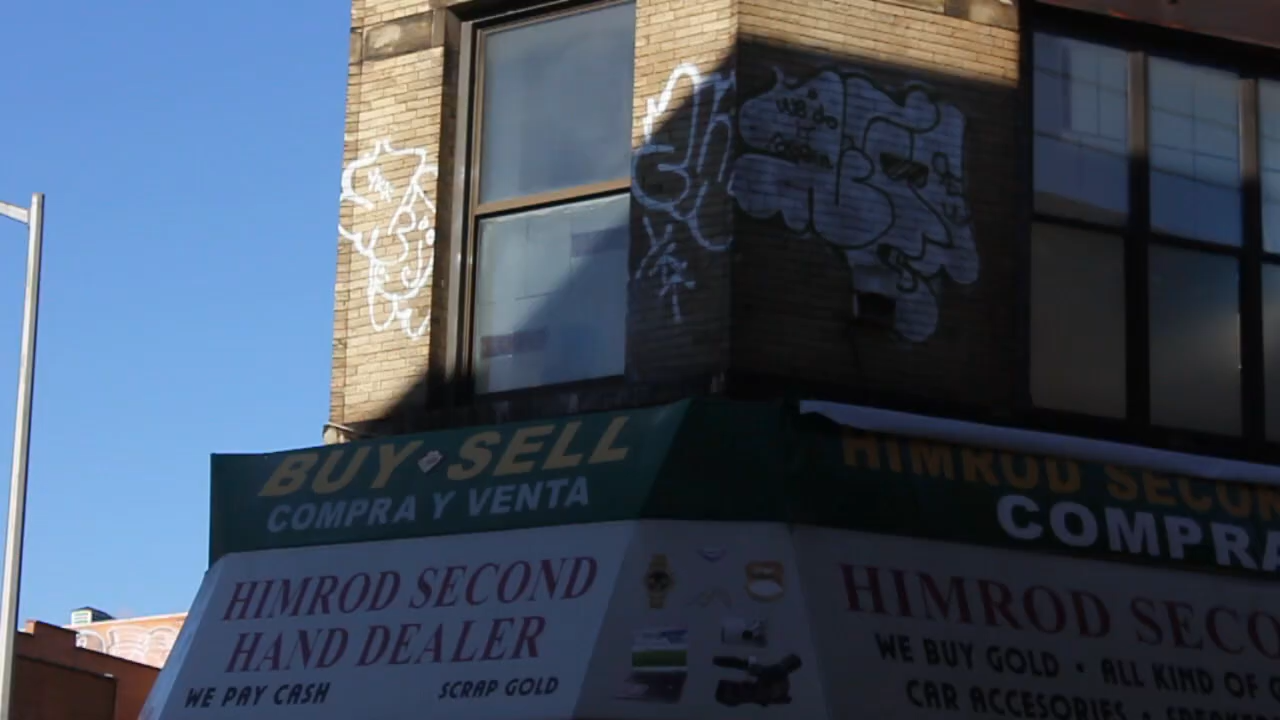 BUY SELL
COMPRA Y VENTA
HIMROD SECOND
HAND DEALER
WE PAY CASH
SCRAP GOLD
HIMROD SECON
COMPRA
HIMROD SECO
WE BUY GOLD • ALL KIND OF
CAR ACCESORIES •